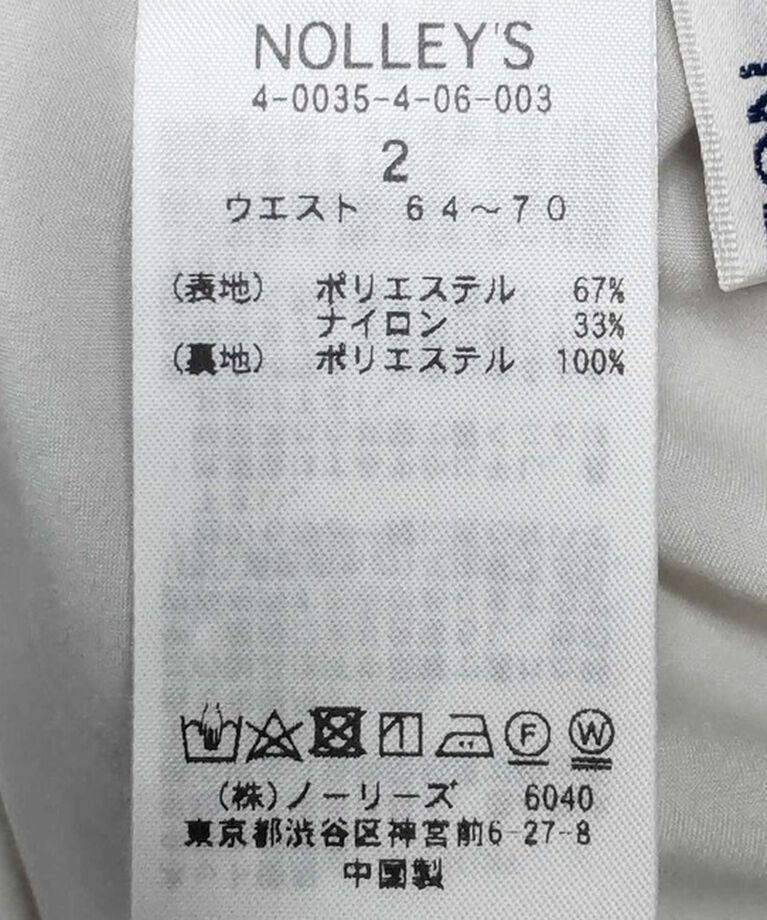 NOLLEY'S
4-0035-4-06-003
2
ウエスト 64〜70
(表地) ポリエステル 67%
ナイロン 33%
(裏地) ポリエステル 100%
F W
(株)ノーリーズ 6040
東京都渋谷区神宮前6-27-8
中国製